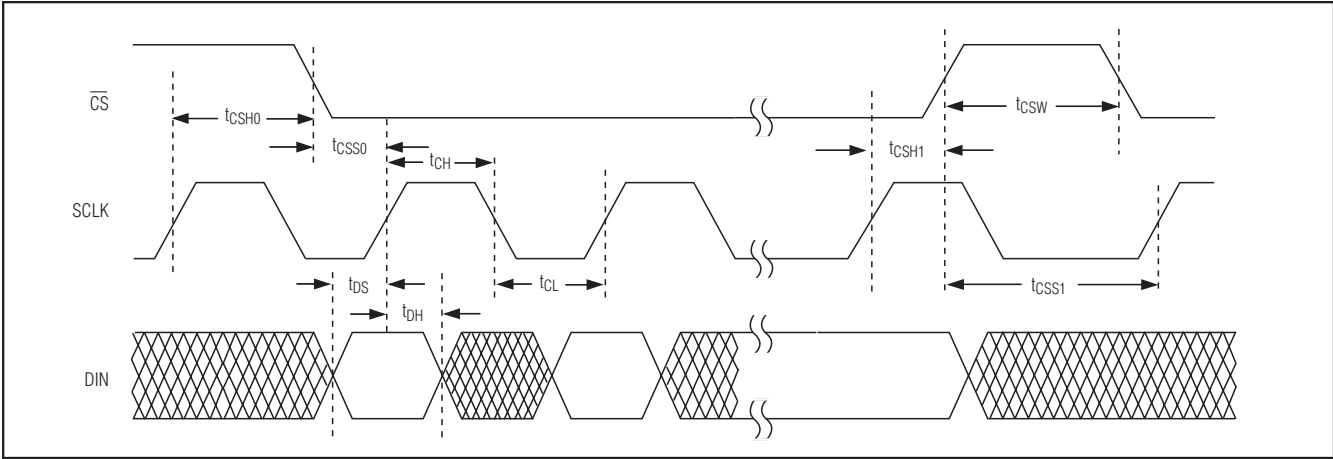 CS
tCSH0
tCSW
tCSS0
tCH
tCSH1
SCLK
tDS
tCL
tCSS1
tDH
DIN